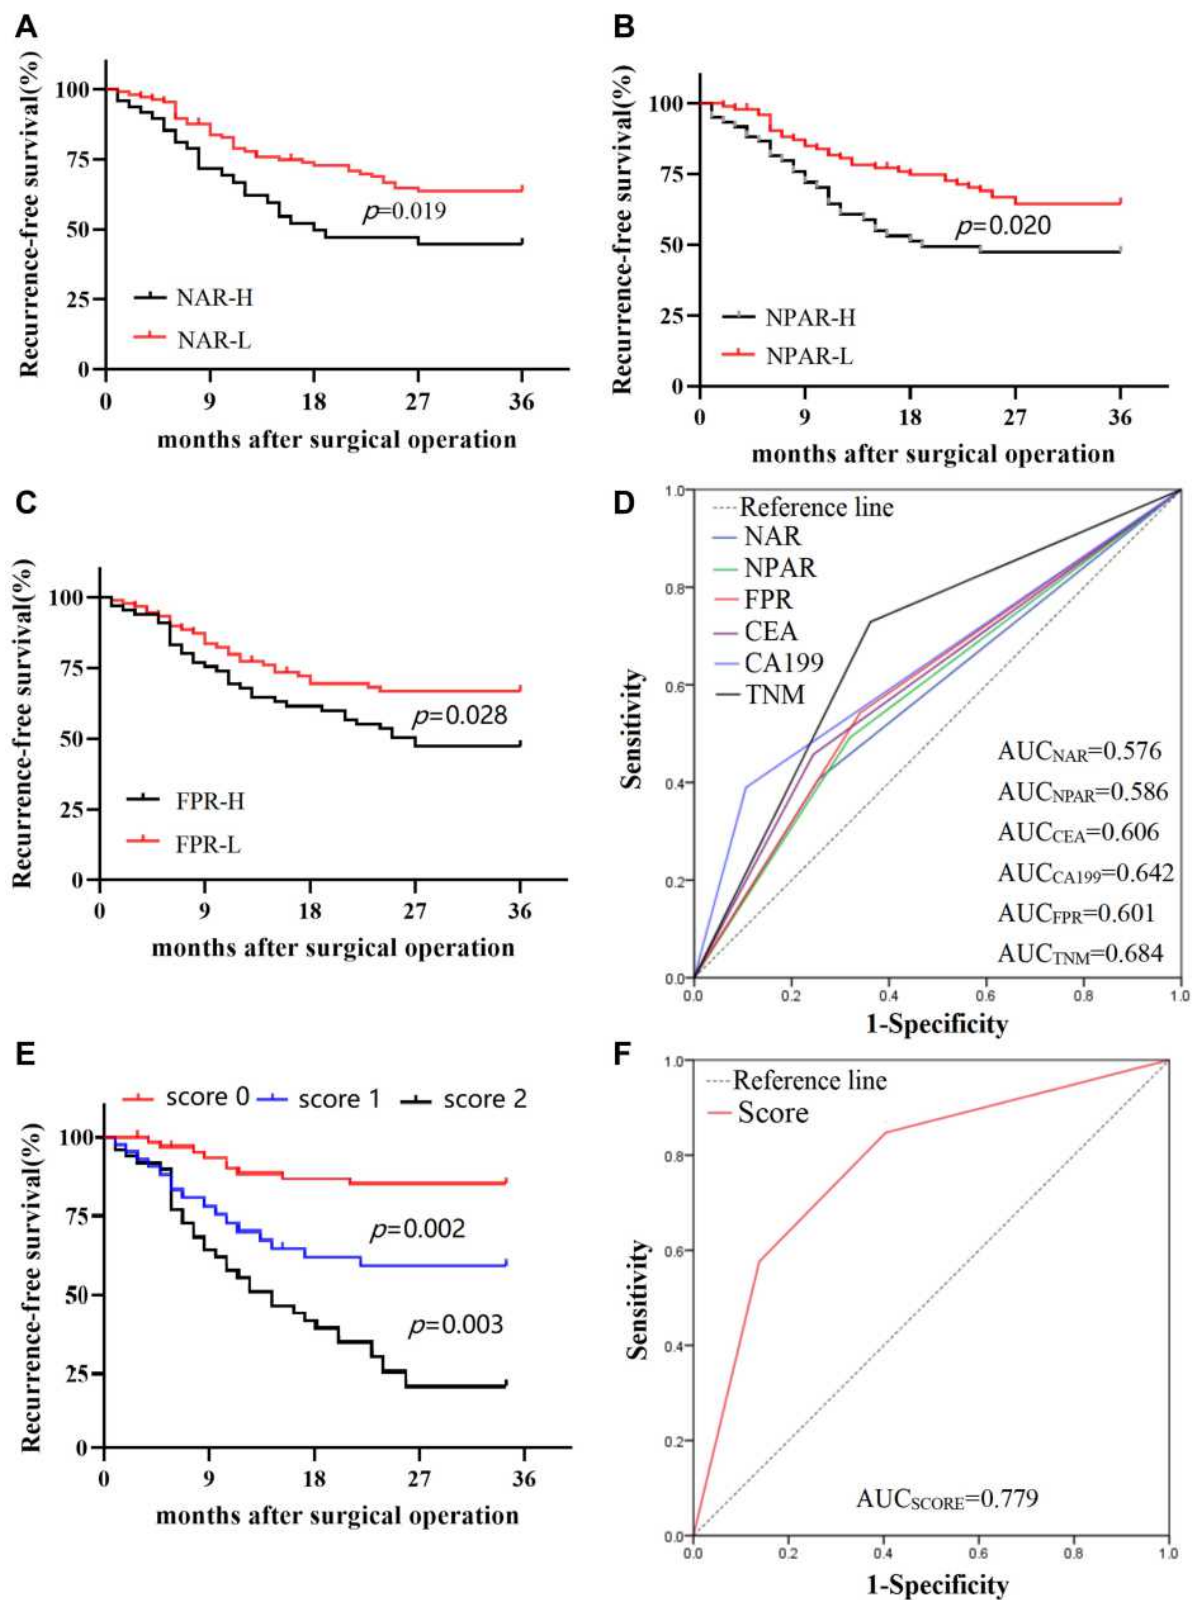 A
Recurrence-free survival(%)
100
75
50
25
0
p=0.019
NAR-H
NAR-L
0 9 18 27 36
months after surgical operation
B
Recurrence-free survival(%)
100
75
50
25
0
p=0.020
NPAR-H
NPAR-L
0 9 18 27 36
months after surgical operation
C
Recurrence-free survival(%)
100
75
50
25
0
p=0.028
FPR-H
FPR-L
0 9 18 27 36
months after surgical operation
D
Sensitivity
1.0
0.8
0.6
0.4
0.2
0.0
Reference line
NAR
NPAR
FPR
CEA
CA199
TNM
AUCNAR=0.576
AUCNPAR=0.586
AUCCEA=0.606
AUCCA199=0.642
AUCFPR=0.601
AUCTNM=0.684
0.0 0.2 0.4 0.6 0.8 1.0
1-Specificity
E
score 0 score 1 score 2
Recurrence-free survival(%)
100
75
50
25
0
p=0.002
p=0.003
0 9 18 27 36
months after surgical operation
F
Sensitivity
1.0
0.8
0.6
0.4
0.2
0.0
Reference line
Score
AUCSCORE=0.779
0.0 0.2 0.4 0.6 0.8 1.0
1-Specificity